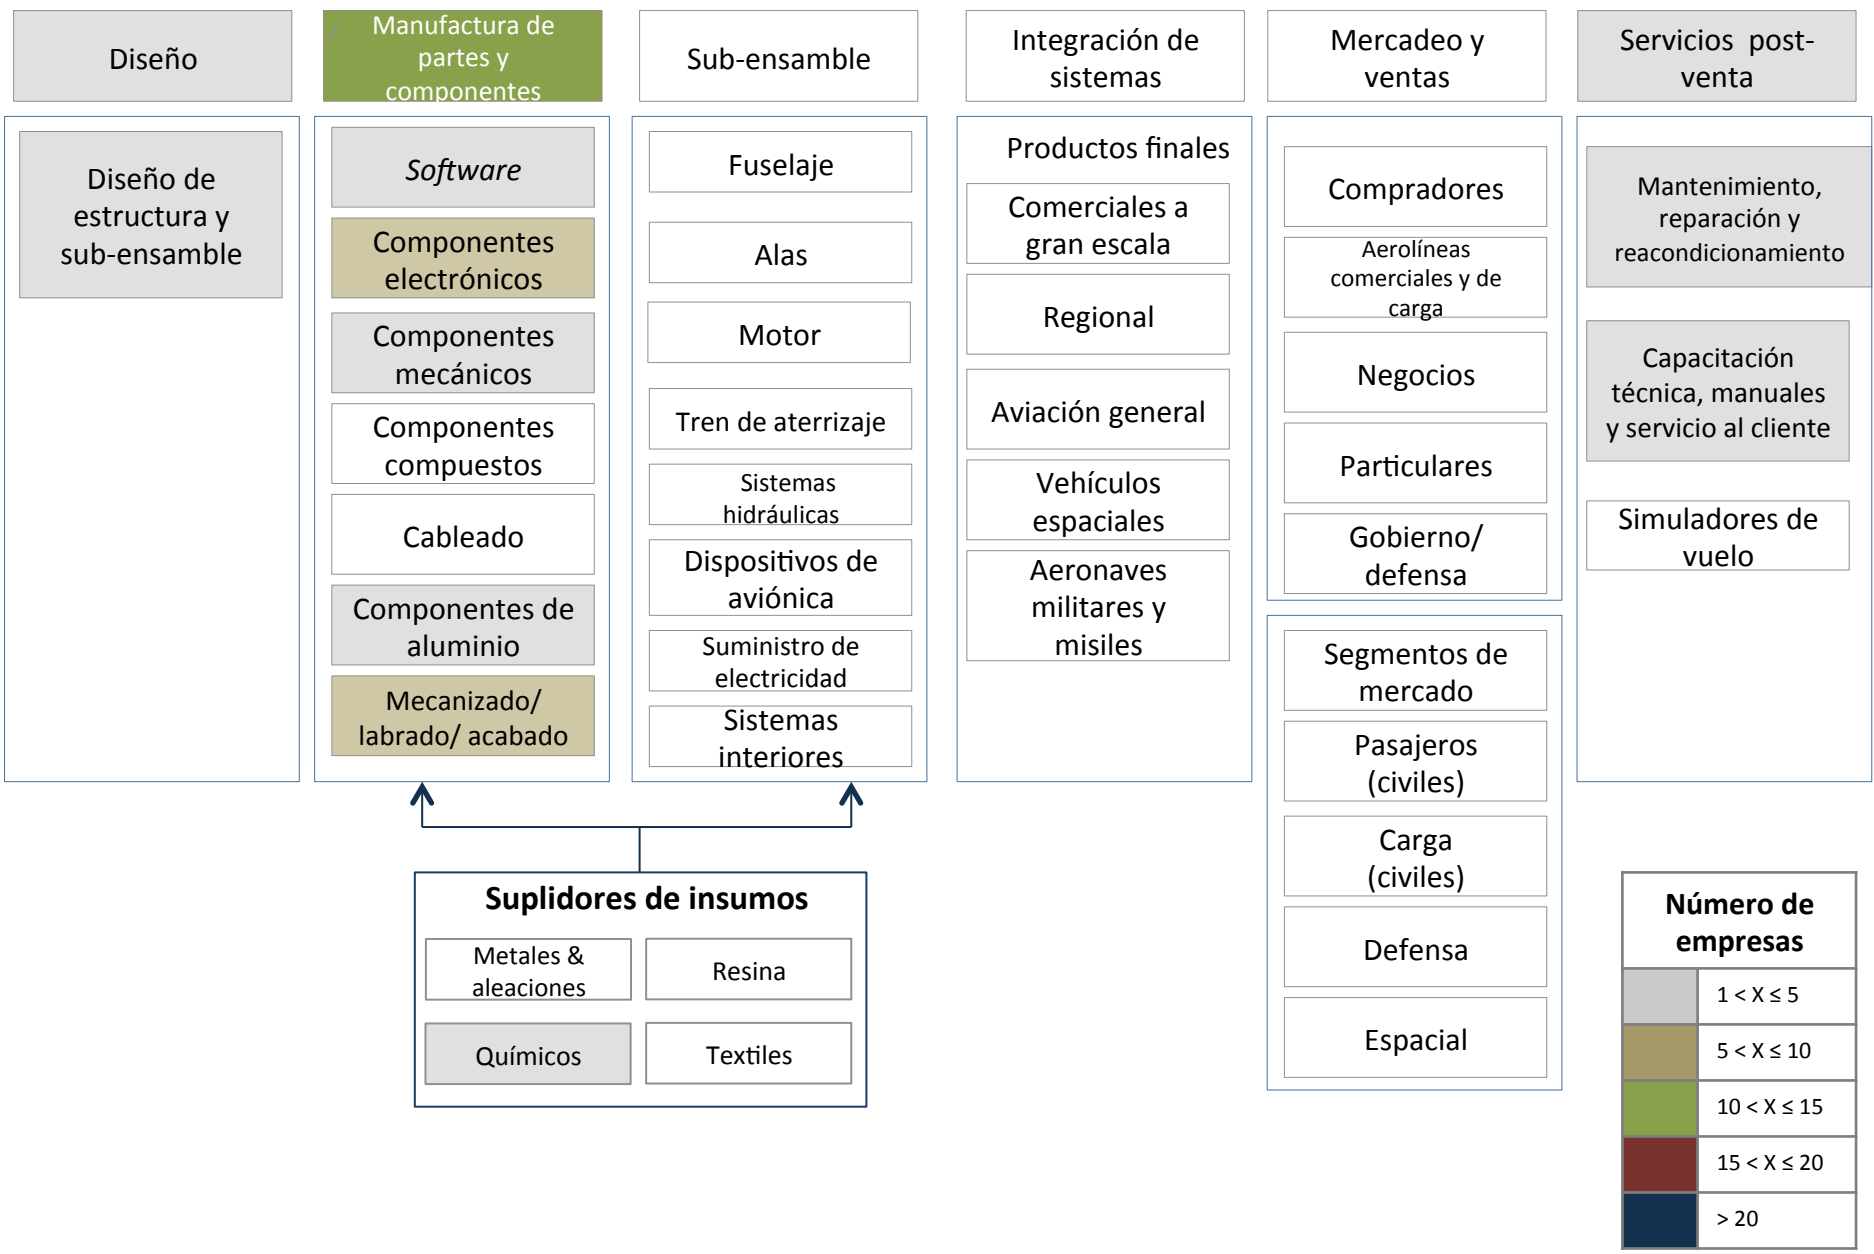 Diseño
Manufactura de
partes y
componentes
Sub-ensamble
Integración de
sistemas
Mercadeo y
ventas
Servicios post-
venta
Diseño de
estructura y
sub-ensamble
Software
Componentes
electrónicos
Componentes
mecánicos
Componentes
compuestos
Cableado
Componentes de
aluminio
Mecanizado/
labrado/ acabado
Fuselaje
Alas
Motor
Tren de aterrizaje
Sistemas
hidráulicas
Dispositivos de
aviónica
Suministro de
electricidad
Sistemas
interiores
Productos finales
Comerciales a
gran escala
Regional
Aviación general
Vehículos
espaciales
Aeronaves
militares y
misiles
Compradores
Aerolíneas
comerciales y de
carga
Negocios
Particulares
Gobierno/
defensa
Segmentos de
mercado
Pasajeros
(civiles)
Carga
(civiles)
Defensa
Espacial
Mantenimiento,
reparación y
reacondicionamiento
Capacitación
técnica, manuales
y servicio al cliente
Simuladores de
vuelo
Suplidores de insumos
Metales &
aleaciones
Resina
Químicos
Textiles
Número de
empresas
1 < X ≤ 5
5 < X ≤ 10
10 < X ≤ 15
15 < X ≤ 20
> 20